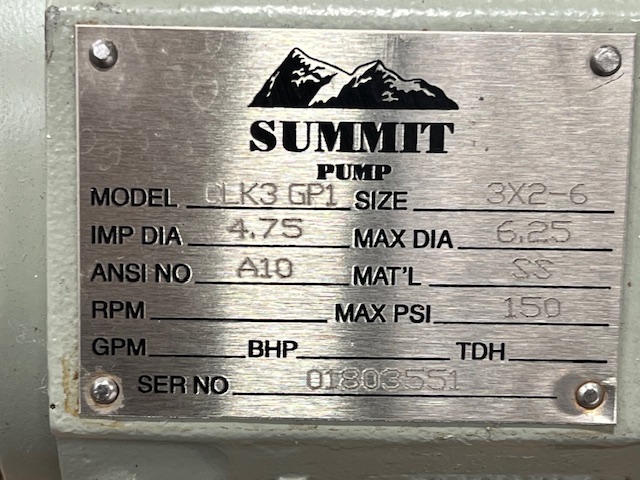 SUMMIT
PUMP
MODEL CLK3 GP1 SIZE 3X2-6
IMP DIA 4.75 MAX DIA 6.25
ANSI NO A10 MAT'L SS
RPM MAX PSI 150
GPM BHP TDH
SER NO 01803551